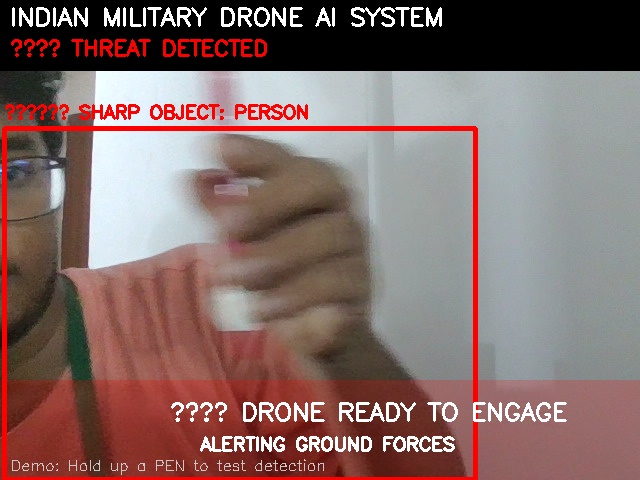 INDIAN MILITARY DRONE AI SYSTEM
???? THREAT DETECTED
?????? SHARP OBJECT: PERSON
???? DRONE READY TO ENGAGE
ALERTING GROUND FORCES
Demo: Hold up a PEN to test detection